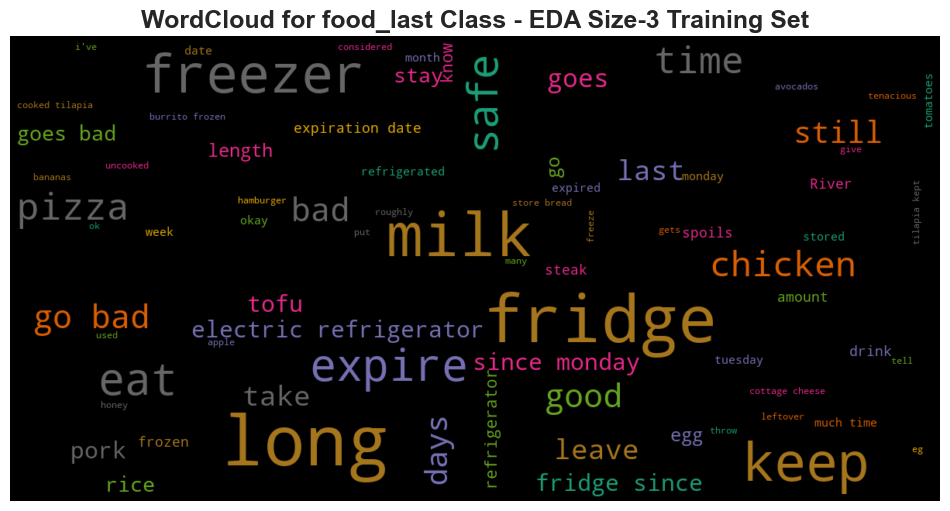 WordCloud for food_last Class - EDA Size-3 Training Set
i've
date
considered
month
know
freezer
stay
safe
goes
time
avocados
tenacious
tomatoes
cooked tilapia
burrito frozen
goes bad
expiration date
still
length
give
uncooked
refrigerated
go
last
monday
bananas
expired
River
pizza
ok
hamburger
bad
roughly
store bread
freeze
tilapia kept
week
okay
put
milk
gets
spoils
stored
many
steak
chicken
go bad
used
tofu
fridge
amount
electric refrigerator
apple
expire
since monday
tuesday
drink
tell
eat
honey
take
refrigerator
good
cottage cheese
leftover
much time
long
days
pork
frozen
leave
egg
throw
keep
eg
rice
fridge since